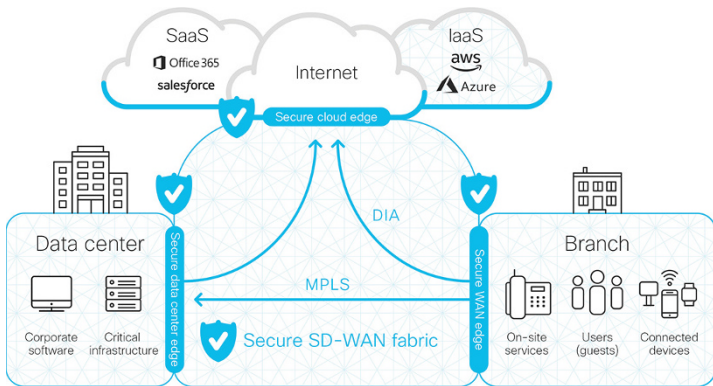 SaaS
Office 365
salesforce
Internet
IaaS
aws
Azure
Secure cloud edge
Data center
Corporate
software
Critical
infrastructure
Secure data center edge
DIA
MPLS
Secure SD-WAN fabric
Secure WAN edge
Branch
On-site
services
Users
(guests)
Connected
devices